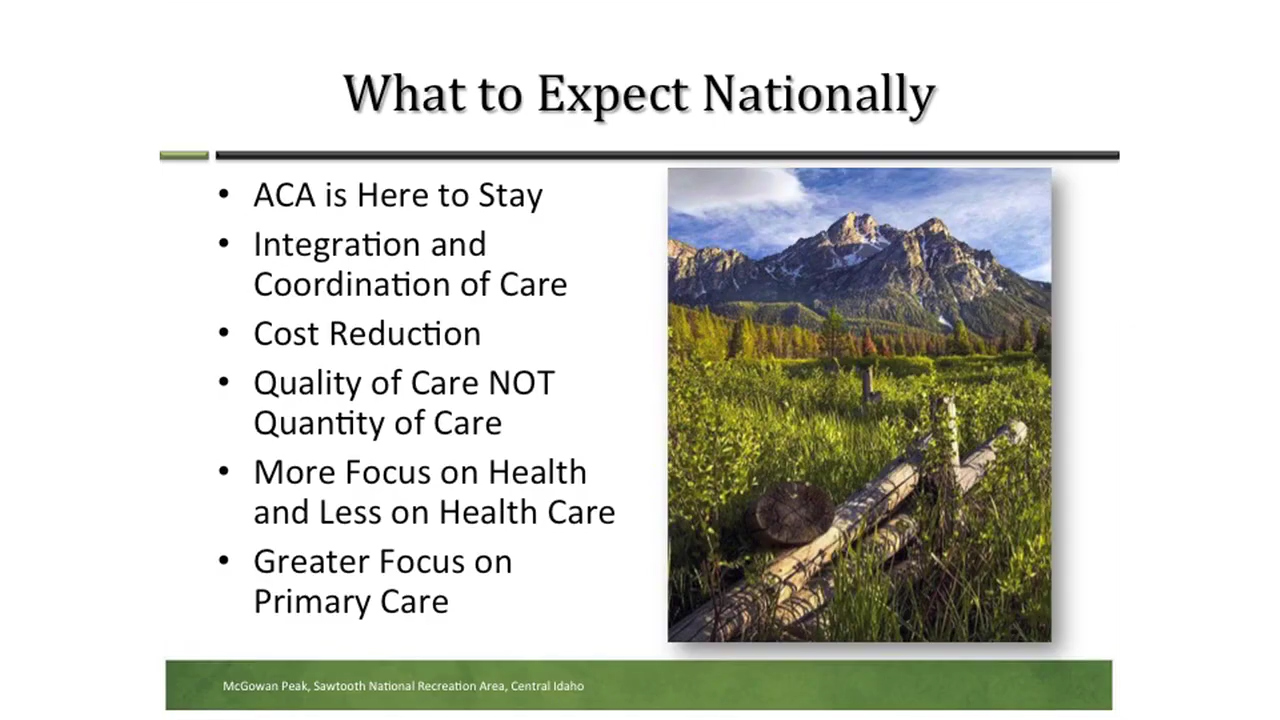 What to Expect Nationally
• ACA is Here to Stay
• Integration and
Coordination of Care
• Cost Reduction
• Quality of Care NOT
Quantity of Care
• More Focus on Health
and Less on Health Care
• Greater Focus on
Primary Care
McGowan Peak, Sawtooth National Recreation Area, Central Idaho